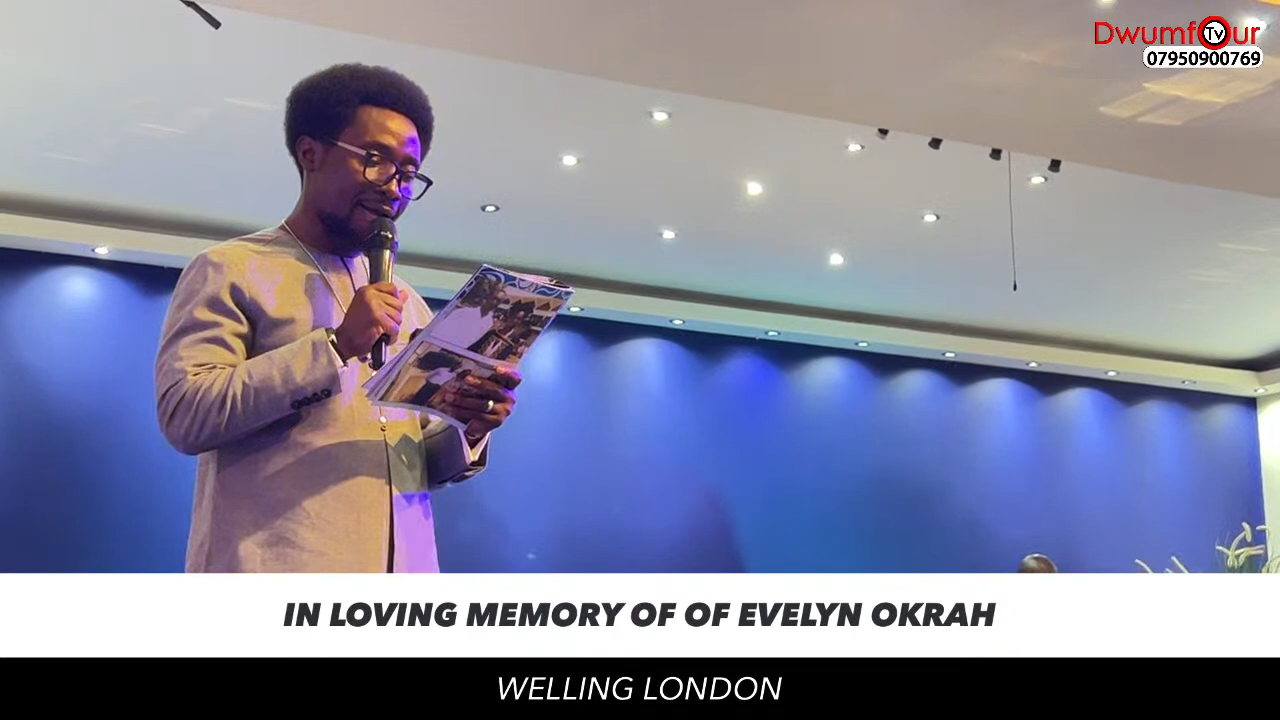 Dwumfour
Tv
07950900769
IN LOVING MEMORY OF OF EVELYN OKRAH
WELLING LONDON